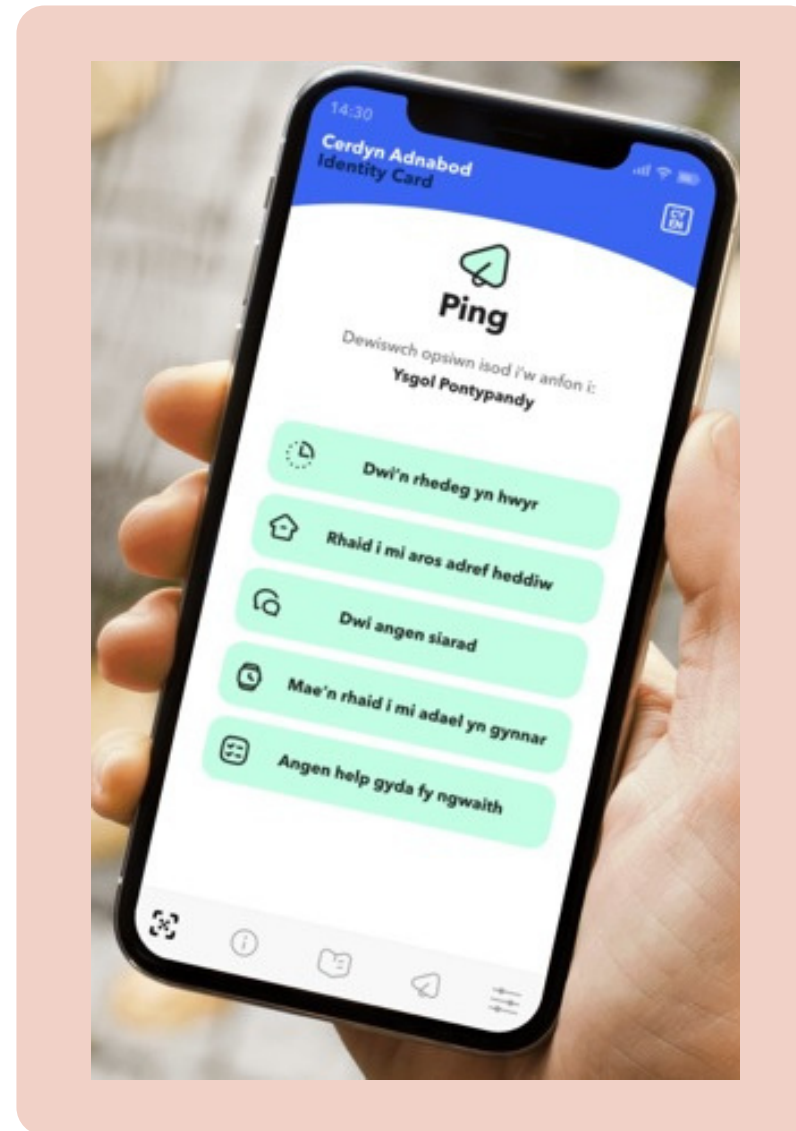 14:30
Cerdyn Adnabod
Identity Card
CY
EN
Ping
Dewiswch opsiwn isod i'w anfon i:
Ysgol Pontypandy
Dwi'n rhedeg yn hwyr
Rhaid i mi aros adref heddiw
Dwi angen siarad
Mae'n rhaid i mi adael yn gynnar
Angen help gyda fy ngwaith